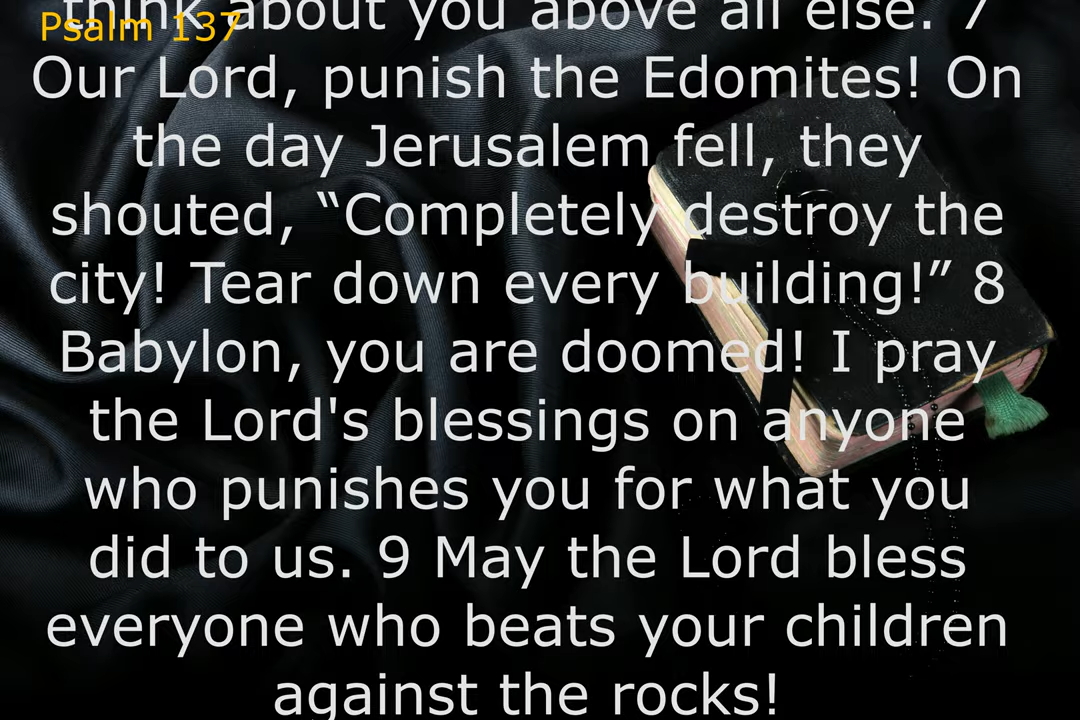 think about you above all else. 7
Psalm 137
Our Lord, punish the Edomites! On
the day Jerusalem fell, they
shouted, “Completely destroy the
city! Tear down every building!” 8
Babylon, you are doomed! I pray
the Lord's blessings on anyone
who punishes you for what you
did to us. 9 May the Lord bless
everyone who beats your children
against the rocks!